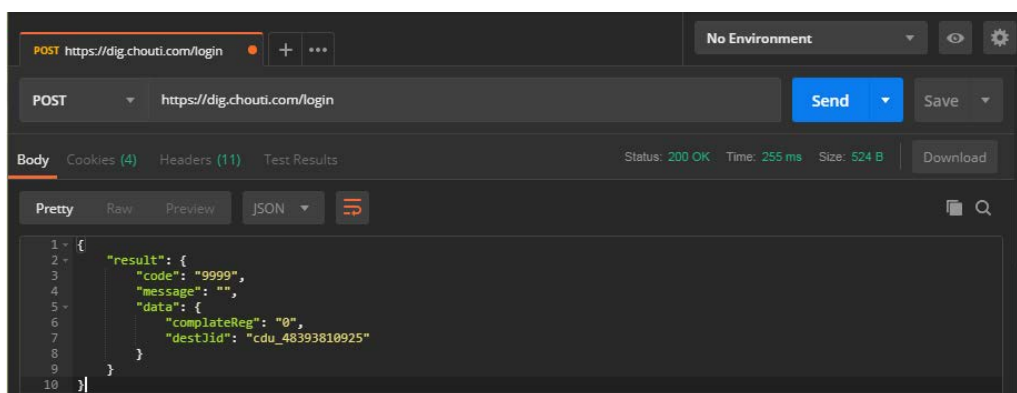 POST https://dig.chouti.com/login
No Environment
POST https://dig.chouti.com/login Send Save
Body Cookies (4) Headers (11) Test Results Status: 200 OK Time: 255 ms Size: 524 B Download
Pretty Raw Preview JSON
1 {
2 "result": {
3 "code": "9999",
4 "message": "",
5 "data": {
6 "complateReg": "0",
7 "destJid": "cdu_48393810925"
8 }
9 }
10 }